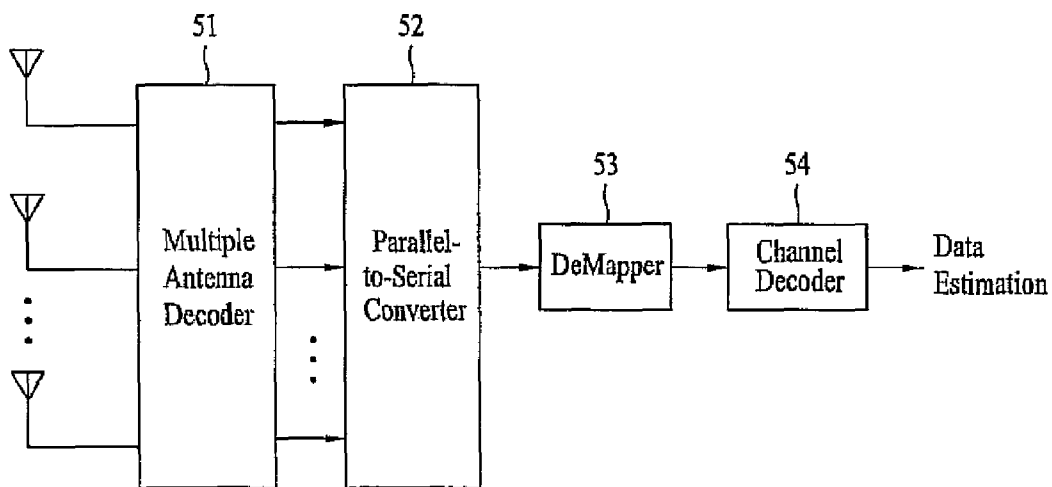 51
52
53
54
Multiple
Antenna
Decoder
Parallel-
to-Serial
Converter
DeMapper
Channel
Decoder
Data
Estimation